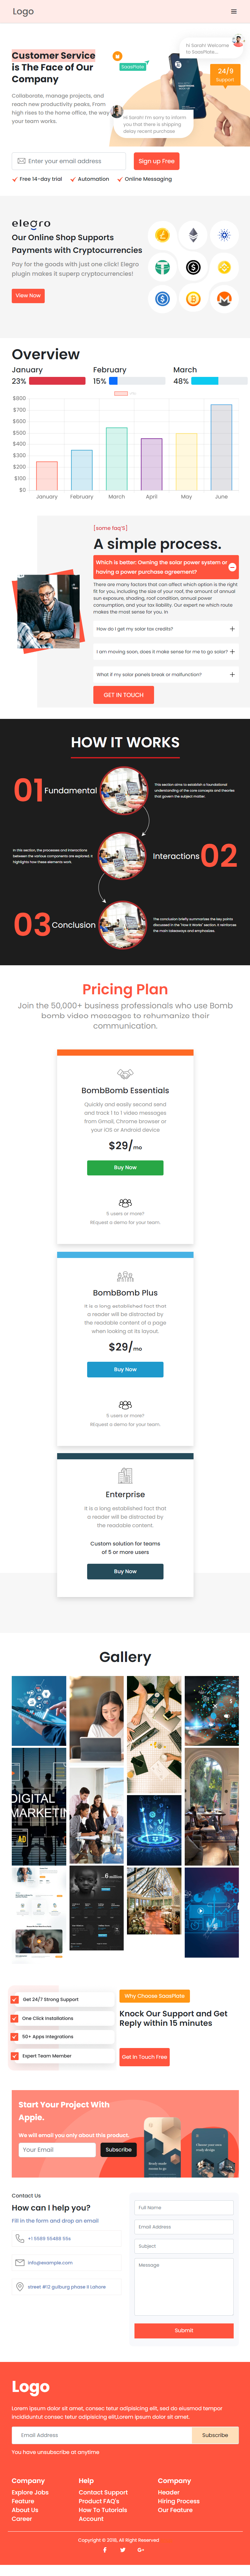 Logo
Customer Service
is The Face of Our
Company
Collaborate, manage projects, and
reach new productivity peaks, From
high rises to the home office, the way
your team works.
Hi Sarah! Welcome
to SassPlate.
SaasPlate
24/9
Support
Hi Sarah! I'm sorry to inform
you that there is shipping
delay recent purchase
Enter your email address
Sign up Free
Free 14-day trial
Automation
Online Messaging
elegro
Our Online Shop Supports
Payments with Cryptocurrencies
Pay for the goods with just one click! Elegro
plugin makes it superp cryptocurrencies!
View Now
Overview
January
23%
February
15%
March
48%
$800
$700
$600
$500
$400
$300
$200
$100
$0
January
February
March
April
May
June
[some faq'S]
A simple process.
Which is better: Owning the solar power system or
having a power purchase agreement?
There are many factors that can affect which option is the right
fit for you, including the size of your roof, the amount of annual
sun exposure, shading, roof condition, annual power
consumption, and your tax liability. Our expert ne which route
makes the most sense for you, in
How do I get my solar tax credits?
I am moving soon, does it make sense for me to go solar?
What if my solar panels break or malfunction?
GET IN TOUCH
HOW IT WORKS
01
Fundamental
This section aims to establish a foundational
understanding of the core concepts and theories
that govern the subject matter.
In this section, the processes and interactions
between the various components are explored. It
highlights how these elements work.
Interactions
02
03
Conclusion
The conclusion briefly summarizes the key points
discussed in the "How It Works" section. It reinforces
the main takeaways and emphasizes.
Pricing Plan
Join the 50,000+ business professionals who use Bomb
bomb video messages to rehumanize their
communication.
BombBomb Essentials
Quickly and easily second send
and track 1 to 1 video messages
from Gmail, Chrome browser or
your iOS or Android device
$29/mo
Buy Now
5 users or more?
REquest a demo for your team.
BombBomb Plus
It is a long established fact that
a reader will be distracted by
the readable content of a page
when looking at its layout.
$29/mo
Buy Now
5 users or more?
REquest a demo for your team.
Enterprise
It is a long established fact that
a reader will be distracted by
the readable content.
Custom solution for teams
of 5 or more users
Buy Now
Gallery
DIGITAL
MARKETIN
AD
6 million
Get 24/7 Strong Support
One Click Installations
50+ Apps Integrations
Expert Team Member
Why Choose SaasPlate
Knock Our Support and Get
Reply within 15 minutes
Get In Touch Free
Start Your Project With
Appie.
We will email you only about this product.
Your Email
Subscribe
Contact Us
How can I help you?
Fill in the form and drop an email
+1 5589 55488 55s
info@example.com
street #12 gulburg phase II Lahore
Full Name
Email Address
Subject
Message
Submit
Logo
Lorem ipsum dolor sit amet, consec tetur adipisicing elit, sed do eiusmod tempor
incididuntut consec tetur adipisicing elit,Lorem ipsum dolor sit amet.
Email Address
Subscribe
You have unsubscribe at anytime
Company
Explore Jobs
Feature
About Us
Career
Help
Contact Support
Product FAQ's
How To Tutorials
Account
Company
Header
Hiring Process
Our Feature
Copyright © 2018, All Right Reserved